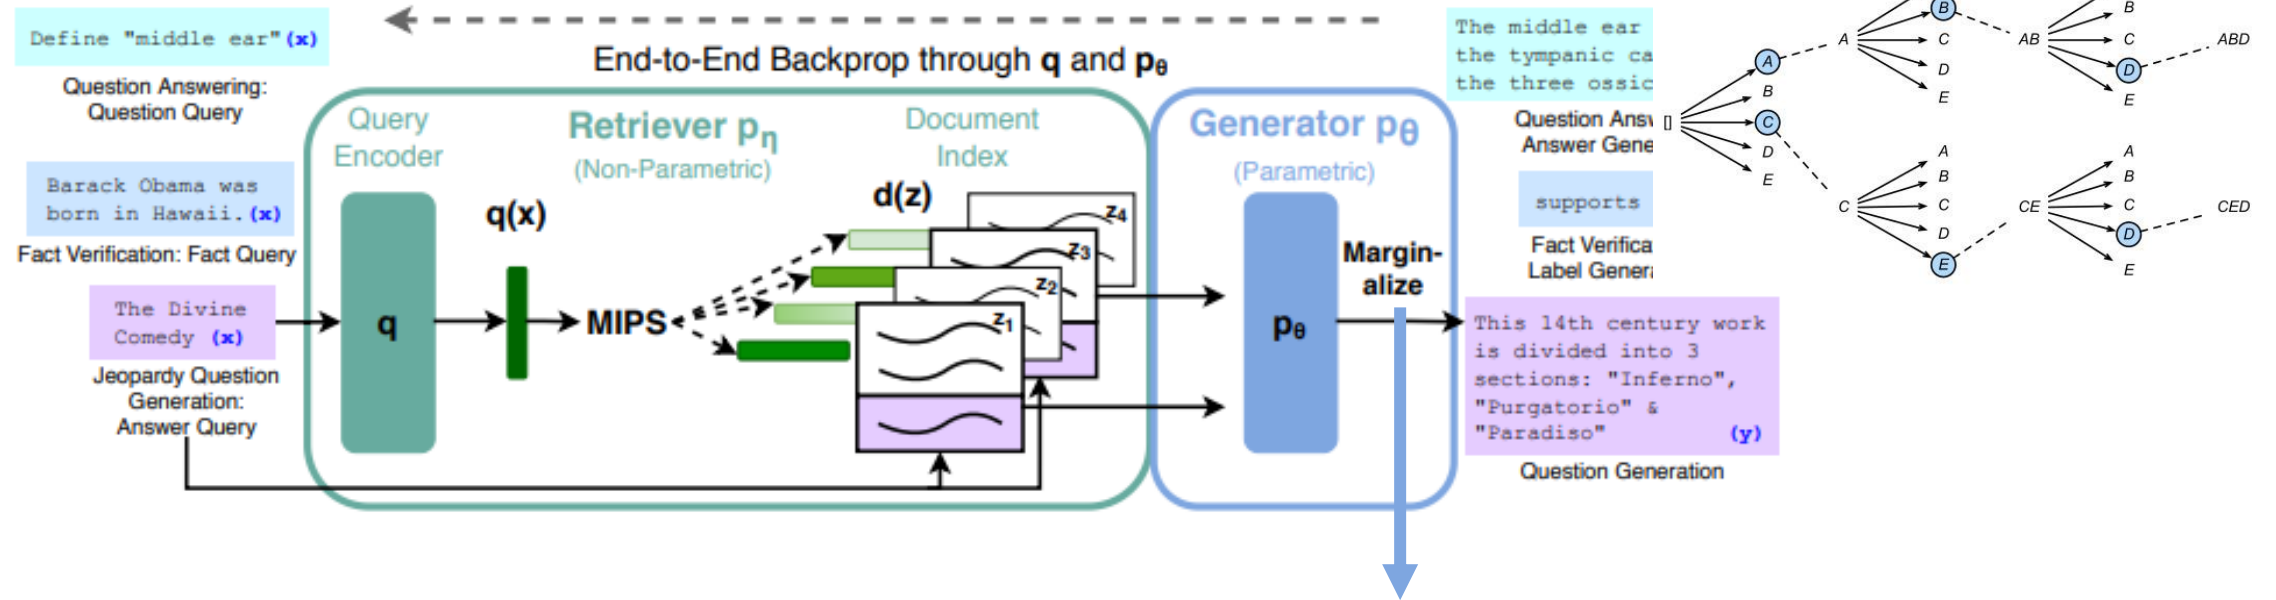 Define "middle ear" (x)
Question Answering:
Question Query
Barack Obama was
born in Hawaii. (x)
Fact Verification: Fact Query
The Divine
Comedy (x)
Jeopardy Question
Generation:
Answer Query
End-to-End Backprop through q and pθ
Query
Encoder
q
q(x)
Retriever pη
(Non-Parametric)
MIPS
Document
Index
d(z)
z4
z3
z2
z1
Generator pθ
(Parametric)
pθ
Margin-
alize
The middle ear
the tympanic ca
the three ossic
Question Answ
Answer Gene
supports
Fact Verifica
Label Genera
This 14th century work
is divided into 3
sections: "Inferno",
"Purgatorio" &
"Paradiso" (y)
Question Generation
[]
A
B
C
D
E
A
B
C
D
E
AB
B
C
D
E
ABD
C
A
B
C
D
E
CE
A
B
C
D
E
CED